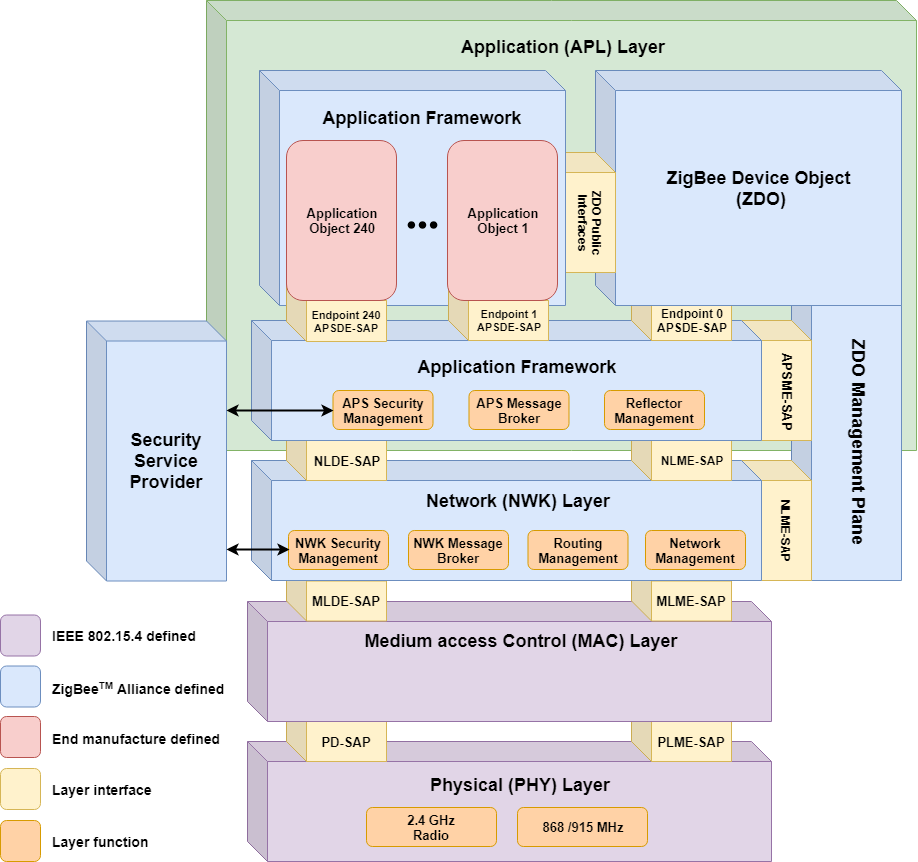 Application (APL) Layer
Application Framework
ZigBee Device Object
(ZDO)
Application
Object 240
Application
Object 1
ZDO Public
Interfaces
Endpoint 240
APSDE-SAP
Endpoint 1
APSDE-SAP
Endpoint 0
APSDE-SAP
Application Framework
APSME-SAP
ZDO Management Plane
APS Security
Management
APS Message
Broker
Reflector
Management
Security
Service
Provider
NLDE-SAP
NLME-SAP
Network (NWK) Layer
NLME-SAP
NWK Security
Management
NWK Message
Broker
Routing
Management
Network
Management
MLDE-SAP
MLME-SAP
Medium access Control (MAC) Layer
PD-SAP
PLME-SAP
Physical (PHY) Layer
2.4 GHz
Radio
868 /915 MHz
IEEE 802.15.4 defined
ZigBee™ Alliance defined
End manufacture defined
Layer interface
Layer function